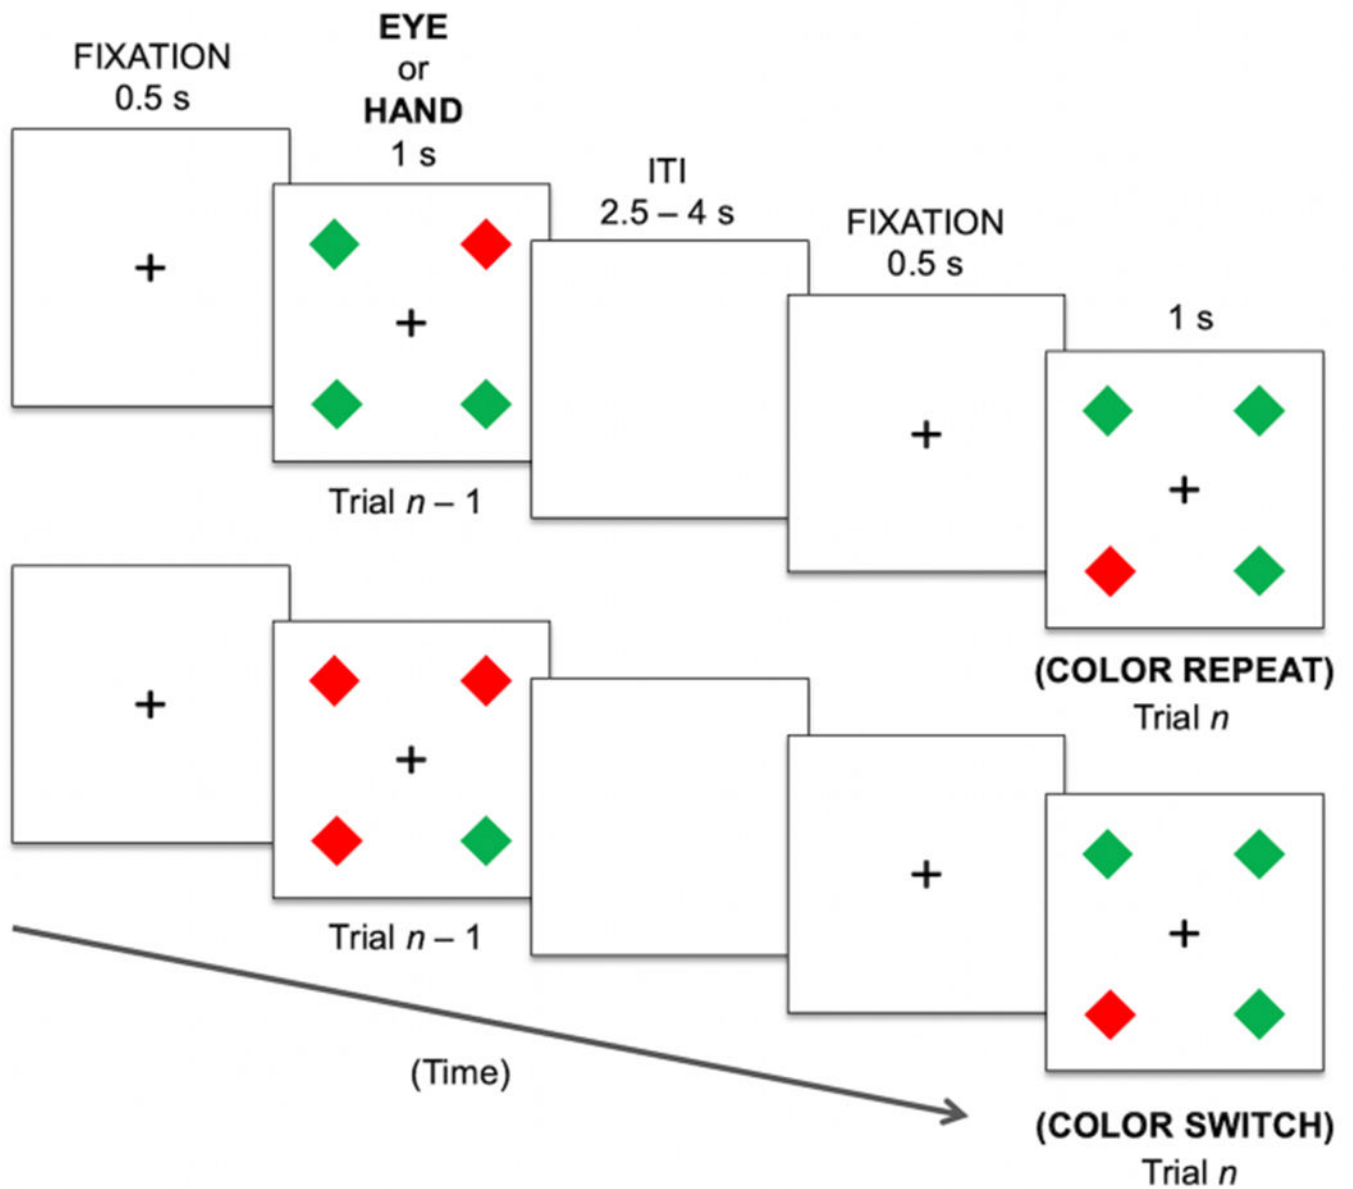 FIXATION
0.5 s
EYE
or
HAND
1 s
ITI
2.5 – 4 s
FIXATION
0.5 s
1 s
Trial n – 1
(COLOR REPEAT)
Trial n
Trial n – 1
(Time)
(COLOR SWITCH)
Trial n